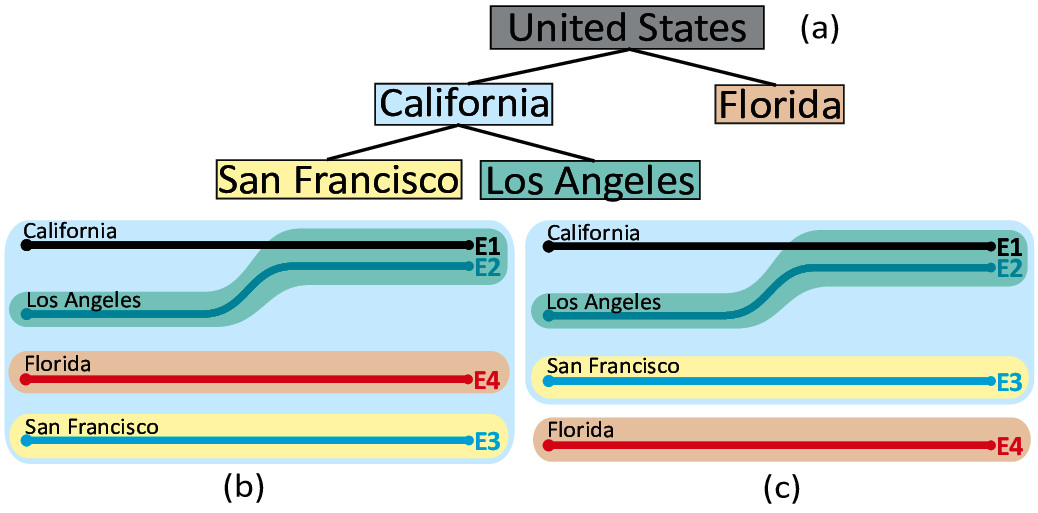 United States
(a)
California
Florida
San Francisco
Los Angeles
California
E1
E2
Los Angeles
Florida
E4
San Francisco
E3
(b)
California
E1
E2
Los Angeles
San Francisco
E3
Florida
E4
(c)